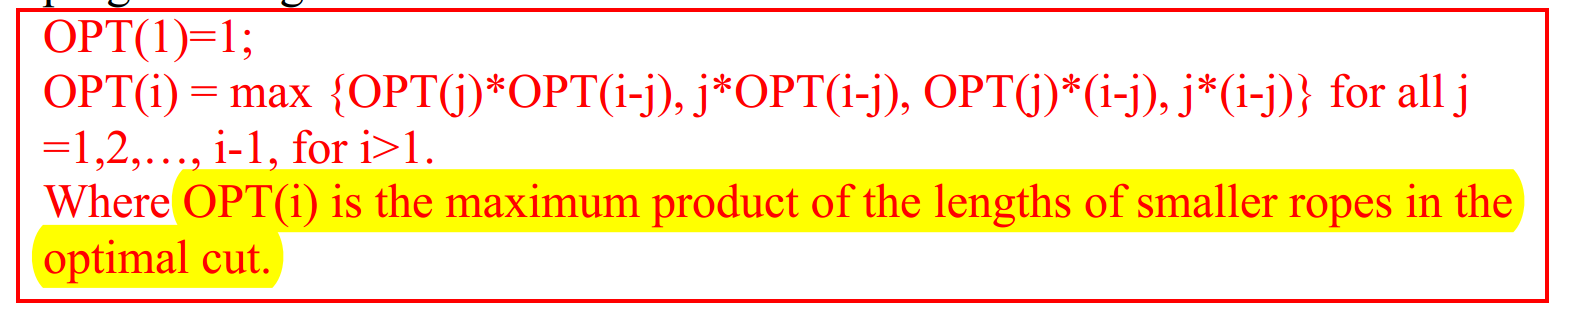 OPT(1)=1;
OPT(i) = max {OPT(j)*OPT(i-j), j*OPT(i-j), OPT(j)*(i-j), j*(i-j)} for all j
=1,2,…, i-1, for i>1.
Where OPT(i) is the maximum product of the lengths of smaller ropes in the
optimal cut.